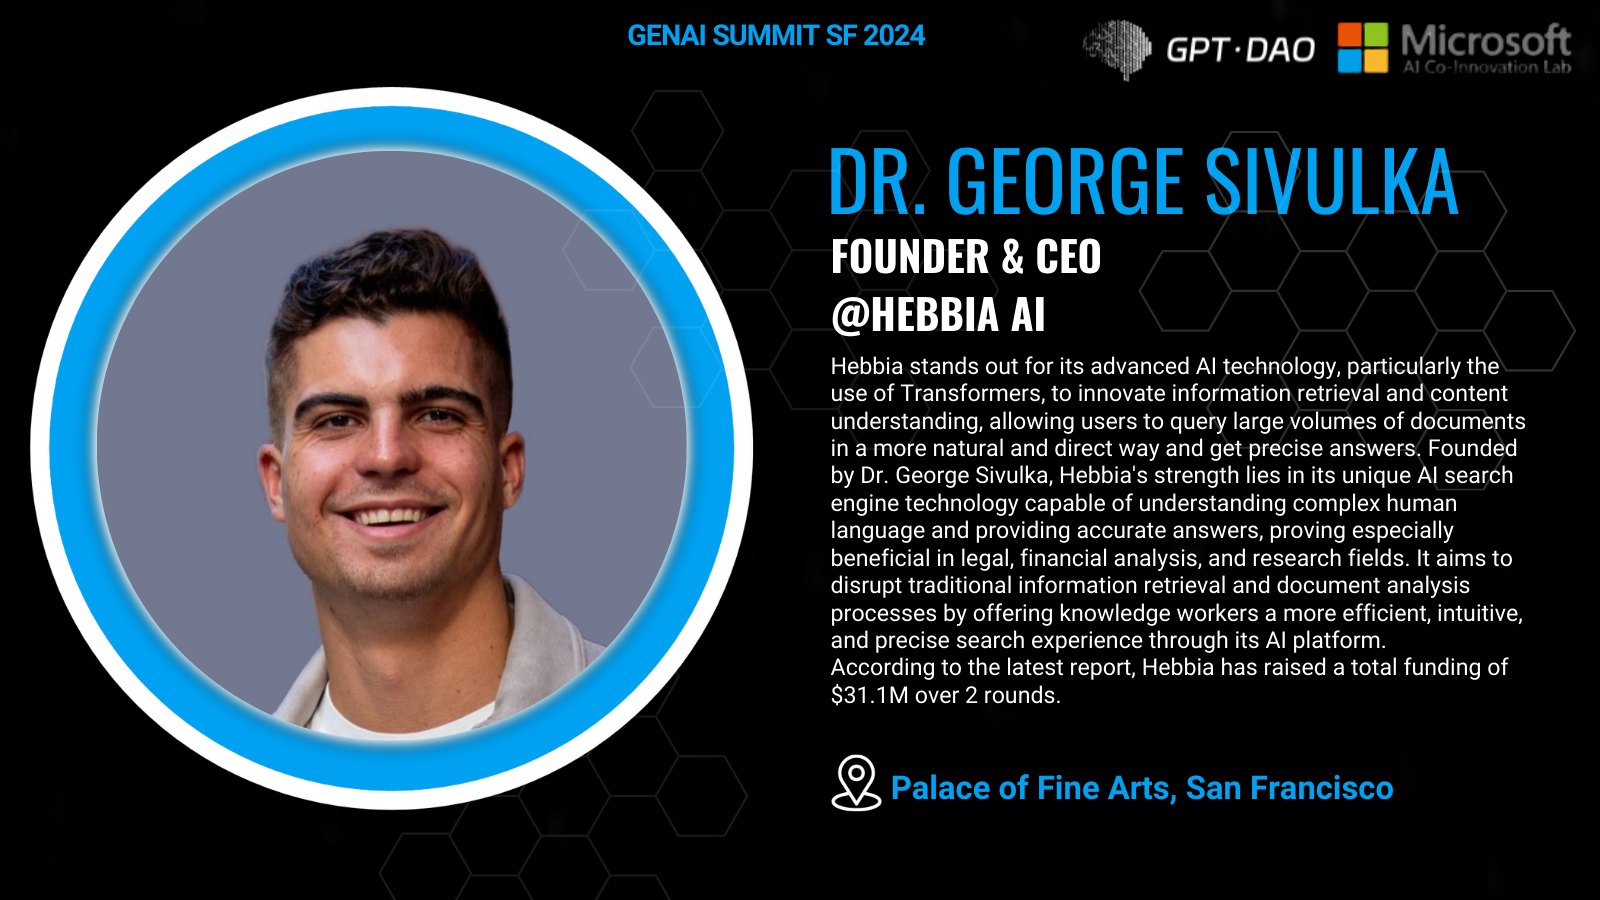 GENAI SUMMIT SF 2024
GPT·DAO
Microsoft
AI Co-Innovation Lab
DR. GEORGE SIVULKA
FOUNDER & CEO
@HEBBIA AI
Hebbia stands out for its advanced AI technology, particularly the
use of Transformers, to innovate information retrieval and content
understanding, allowing users to query large volumes of documents
in a more natural and direct way and get precise answers. Founded
by Dr. George Sivulka, Hebbia's strength lies in its unique AI search
engine technology capable of understanding complex human
language and providing accurate answers, proving especially
beneficial in legal, financial analysis, and research fields. It aims to
disrupt traditional information retrieval and document analysis
processes by offering knowledge workers a more efficient, intuitive,
and precise search experience through its AI platform.
According to the latest report, Hebbia has raised a total funding of
$31.1M over 2 rounds.
Palace of Fine Arts, San Francisco